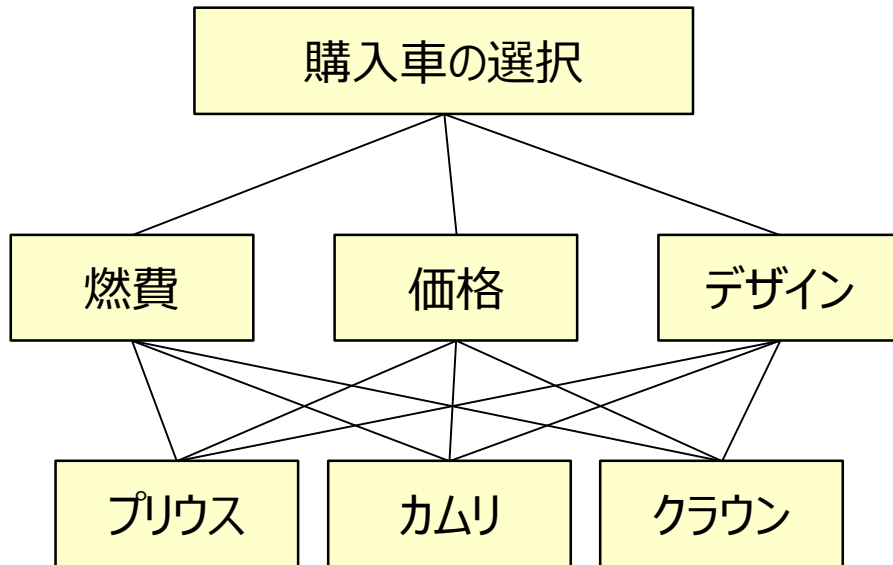 購入車の選択
燃費
価格
デザイン
プリウス
カムリ
クラウン